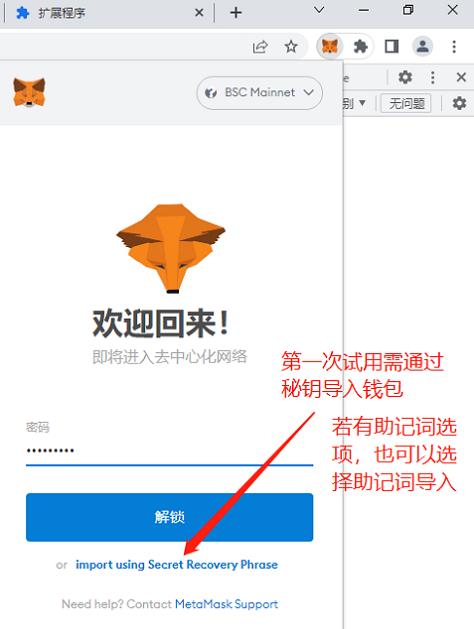 扩展程序
BSC Mainnet
无问题
欢迎回来！
即将进入去中心化网络
第一次试用需通过
秘钥导入钱包
若有助记词选
项，也可以选
择助记词导入
密码
解锁
or import using Secret Recovery Phrase
Need help? Contact MetaMask Support